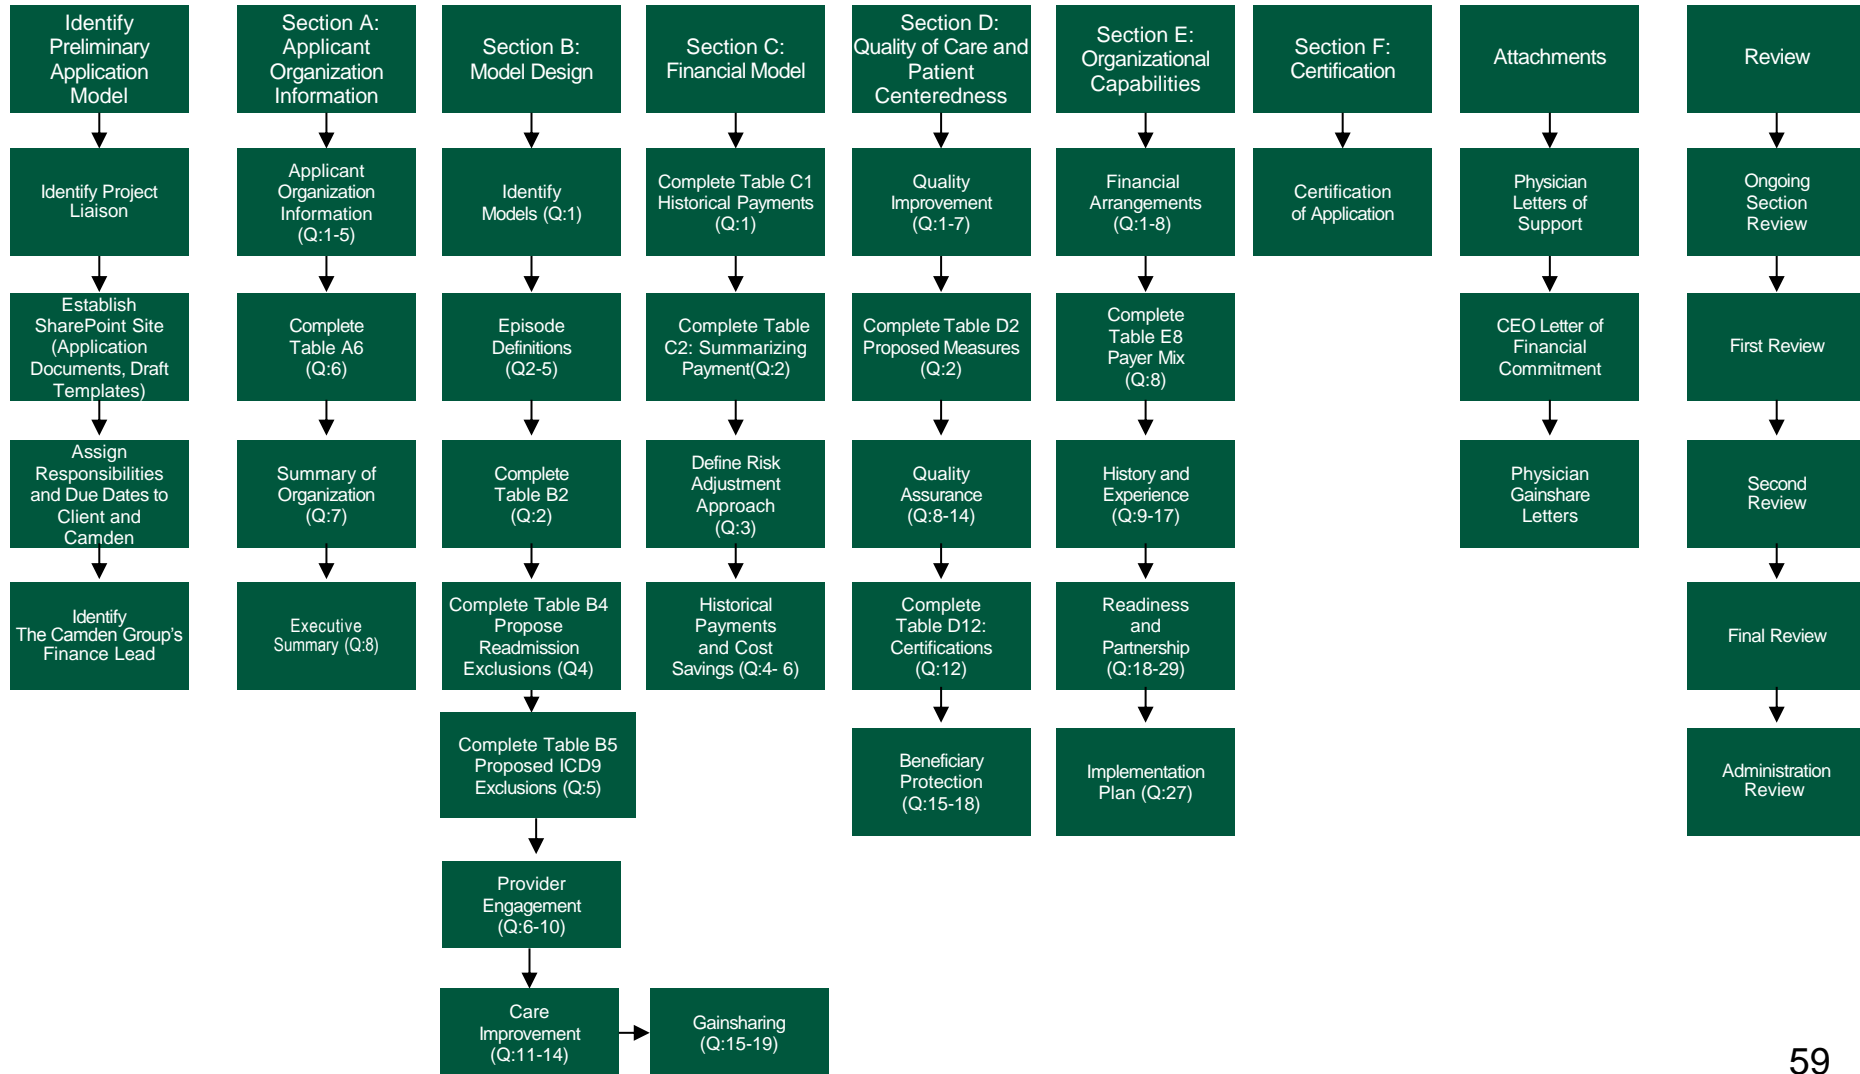 Identify
Preliminary
Application
Model
Section A:
Applicant
Organization
Information
Section B:
Model Design
Section C:
Financial Model
Section D:
Quality of Care and
Patient
Centeredness
Section E:
Organizational
Capabilities
Section F:
Certification
Attachments
Review
Identify Project
Liaison
Applicant
Organization
Information
(Q:1-5)
Identify
Models (Q:1)
Complete Table C1
Historical Payments
(Q:1)
Quality
Improvement
(Q:1-7)
Financial
Arrangements
(Q:1-8)
Certification
of Application
Physician
Letters of
Support
Ongoing
Section
Review
Establish
SharePoint Site
(Application
Documents, Draft
Templates)
Complete
Table A6
(Q:6)
Episode
Definitions
(Q2-5)
Complete Table
C2: Summarizing
Payment(Q:2)
Complete Table D2
Proposed Measures
(Q:2)
Complete
Table E8
Payer Mix
(Q:8)
CEO Letter of
Financial
Commitment
First Review
Assign
Responsibilities
and Due Dates to
Client and
Camden
Summary of
Organization
(Q:7)
Complete
Table B2
(Q:2)
Define Risk
Adjustment
Approach
(Q:3)
Quality
Assurance
(Q:8-14)
History and
Experience
(Q:9-17)
Physician
Gainshare
Letters
Second
Review
Identify
The Camden Group's
Finance Lead
Executive
Summary (Q:8)
Complete Table B4
Propose
Readmission
Exclusions (Q4)
Historical
Payments
and Cost
Savings (Q:4- 6)
Complete
Table D12:
Certifications
(Q:12)
Readiness
and
Partnership
(Q:18-29)
Final Review
Complete Table B5
Proposed ICD9
Exclusions (Q:5)
Beneficiary
Protection
(Q:15-18)
Implementation
Plan (Q:27)
Administration
Review
Provider
Engagement
(Q:6-10)
Care
Improvement
(Q:11-14)
Gainsharing
(Q:15-19)
59